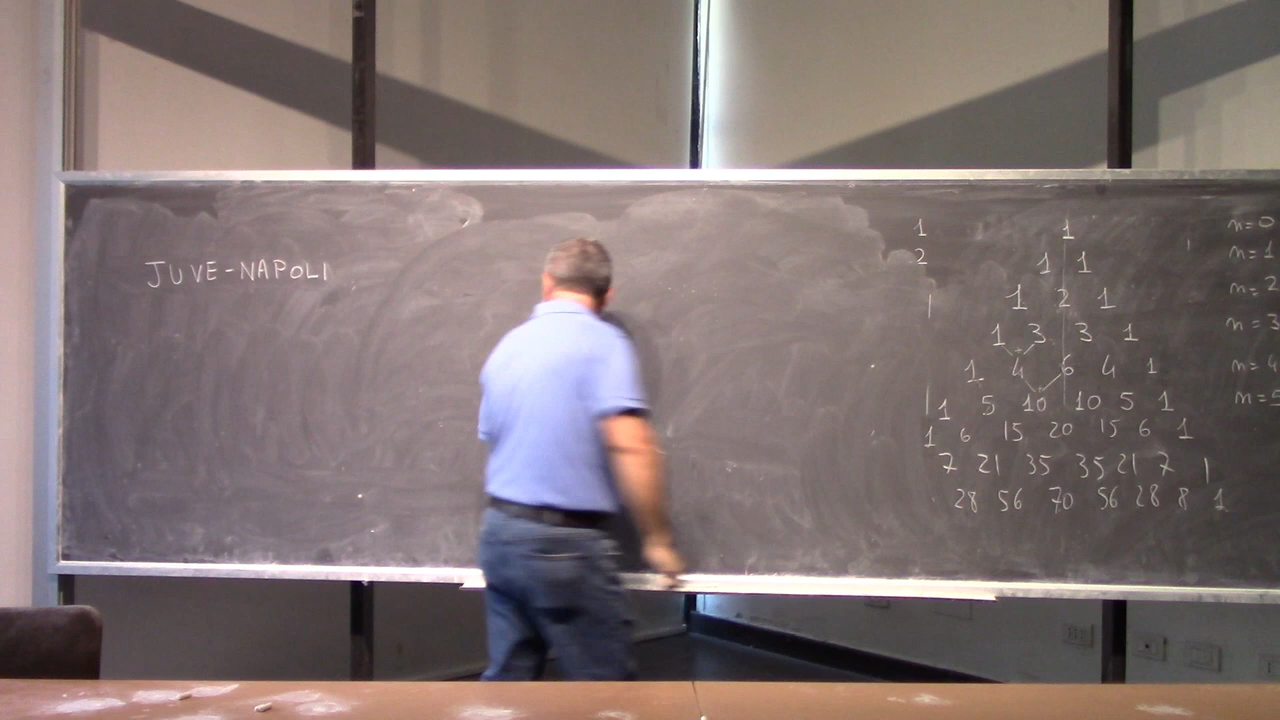 JUVE-NAPOLI
1 1 n=0
2 1 1 n=1
1 2 1 n=2
1 3 3 1 n=3
1 4 6 4 1 n=4
1 5 10 10 5 1 n=5
1 6 15 20 15 6 1
7 21 35 35 21 7 1
28 56 70 56 28 8 1